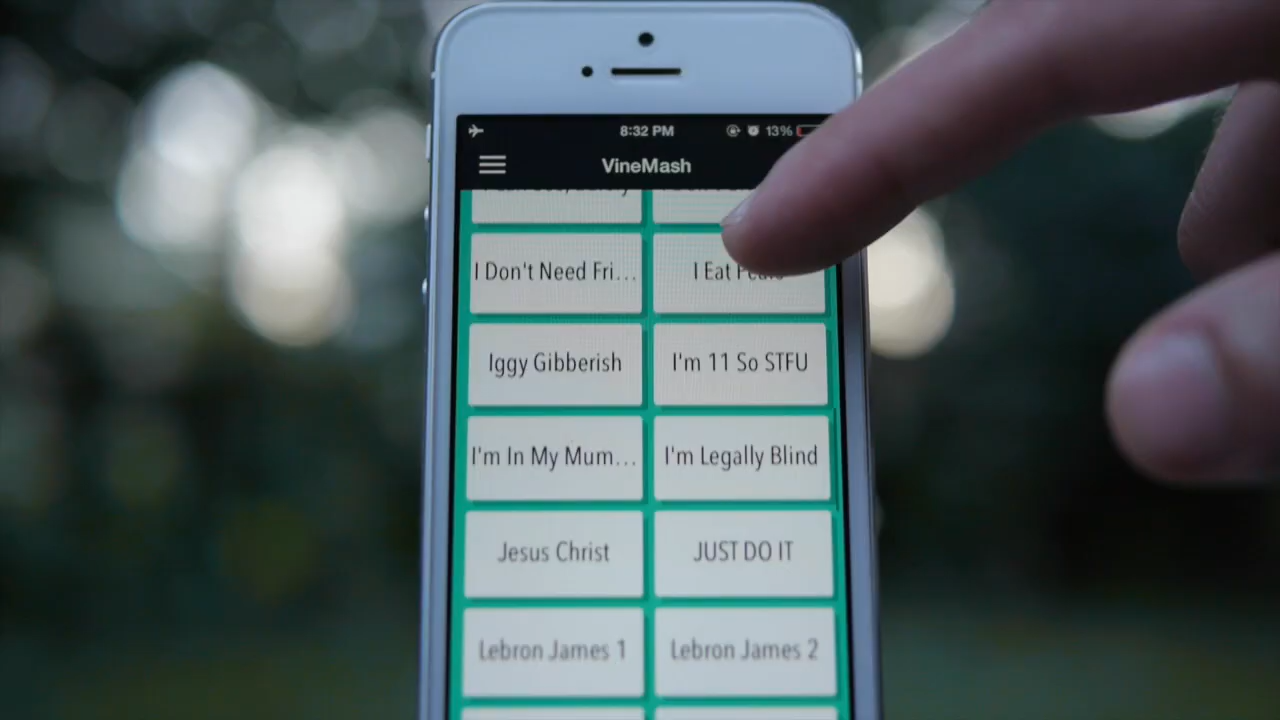 8:32 PM 13%
VineMash
I Don't Need Fri...
I Eat
Iggy Gibberish
I'm 11 So STFU
I'm In My Mum...
I'm Legally Blind
Jesus Christ
JUST DO IT
Lebron James 1
Lebron James 2